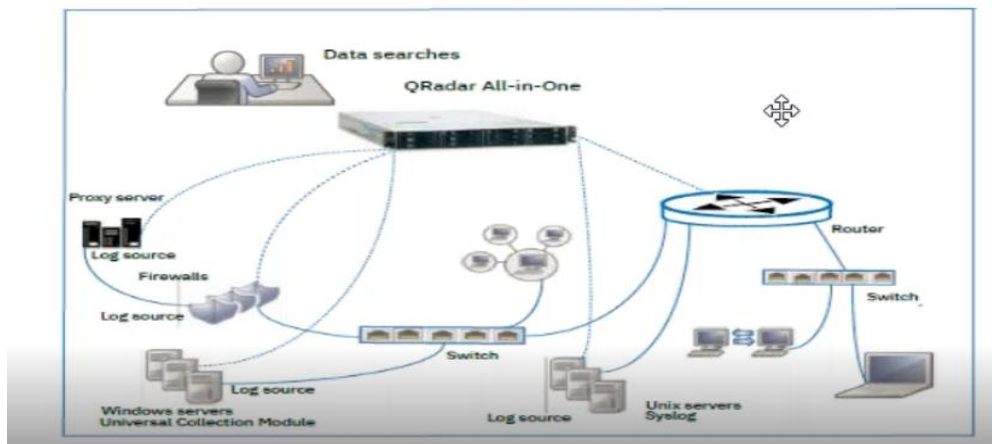 Data searches
QRadar All-in-One
Proxy server
Log source
Firewalls
Log source
Router
Switch
Switch
Log source
Windows servers
Universal Collection Module
Log source
Unix servers
Syslog